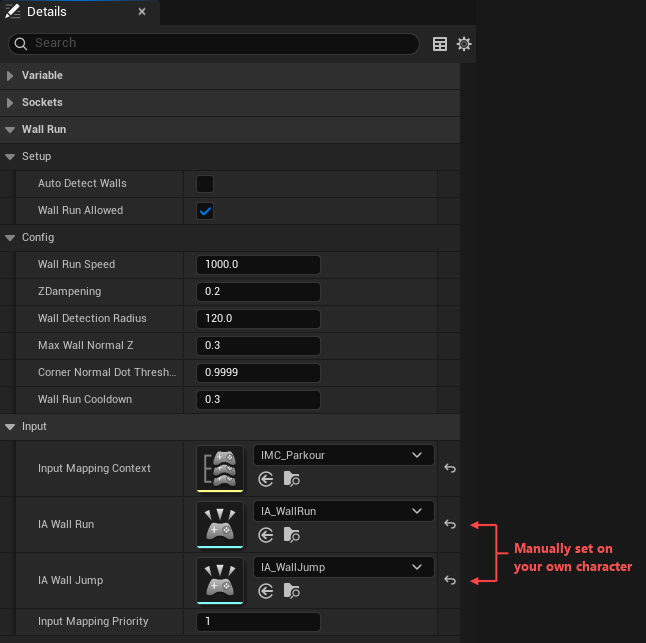 Details
Search
Variable
Sockets
Wall Run
Setup
Auto Detect Walls
Wall Run Allowed
Config
Wall Run Speed 1000.0
ZDampening 0.2
Wall Detection Radius 120.0
Max Wall Normal Z 0.3
Corner Normal Dot Thresh... 0.9999
Wall Run Cooldown 0.3
Input
Input Mapping Context IMC_Parkour
IA Wall Run IA_WallRun
IA Wall Jump IA_WallJump
Manually set on
your own character
Input Mapping Priority 1